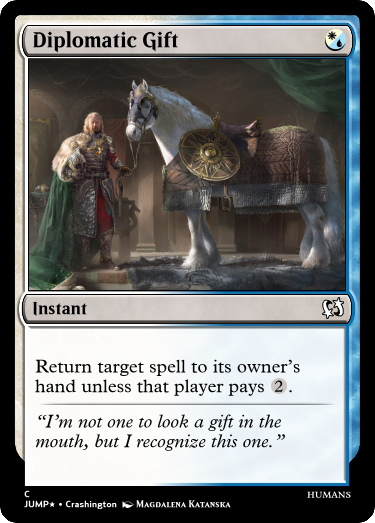 Diplomatic Gift
Instant
Return target spell to its owner's
hand unless that player pays 2.
“I'm not one to look a gift in the
mouth, but I recognize this one.”
C
HUMANS
JUMP★ • Crashington Magdalena Katanska